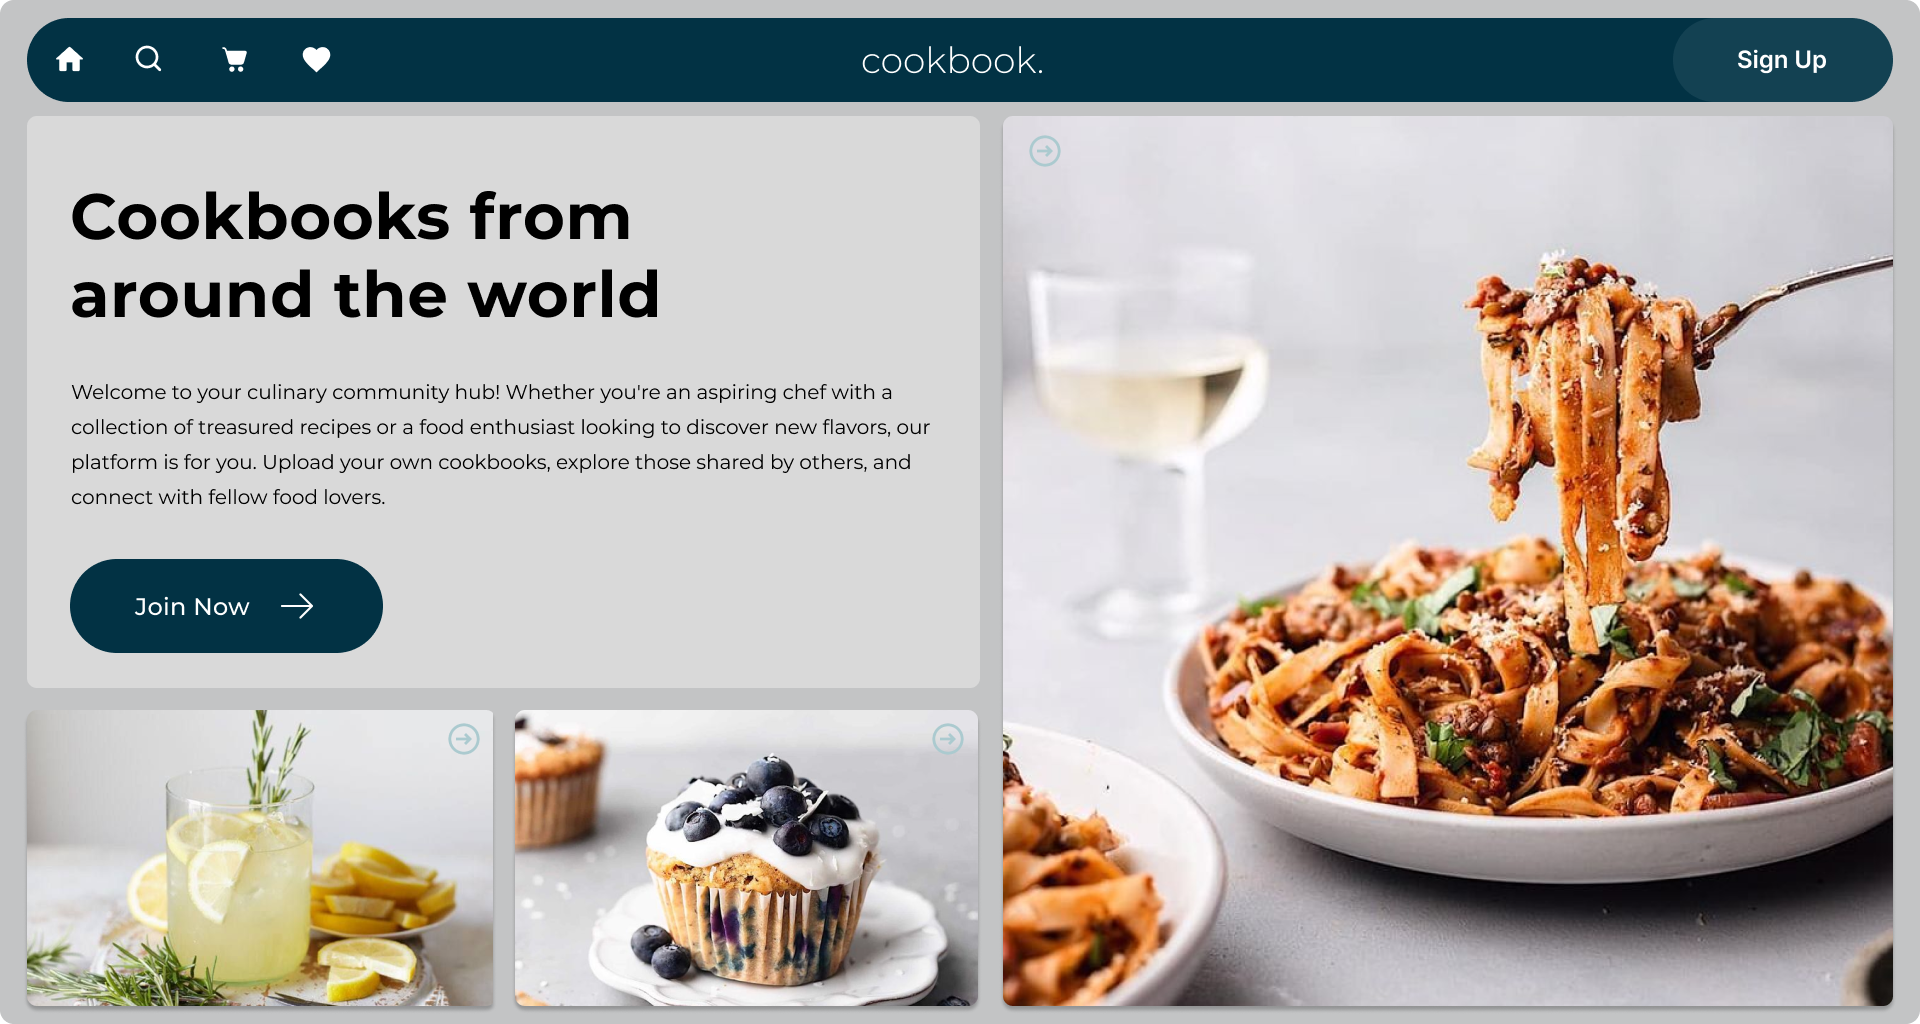 cookbook.
Sign Up
Cookbooks from
around the world
Welcome to your culinary community hub! Whether you're an aspiring chef with a
collection of treasured recipes or a food enthusiast looking to discover new flavors, our
platform is for you. Upload your own cookbooks, explore those shared by others, and
connect with fellow food lovers.
Join Now